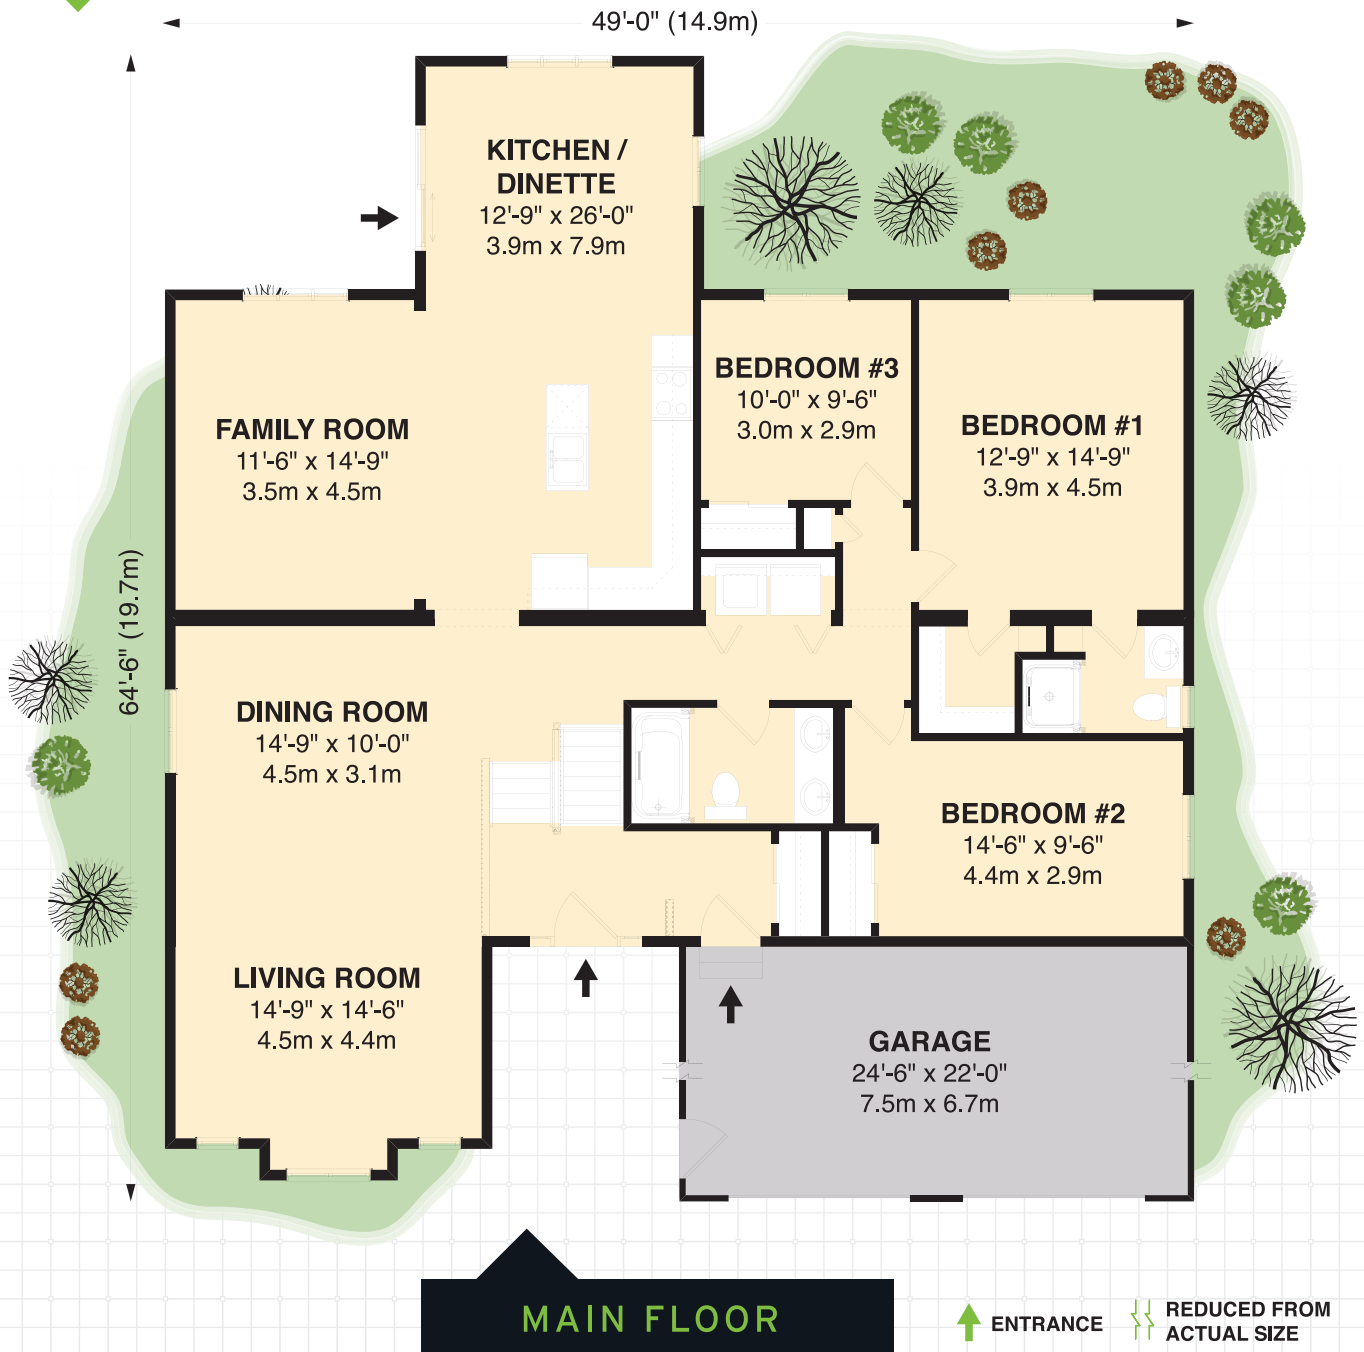 49'-0" (14.9m)
KITCHEN /
DINETTE
12'-9" x 26'-0"
3.9m x 7.9m
BEDROOM #3
10'-0" x 9'-6"
3.0m x 2.9m
FAMILY ROOM
11'-6" x 14'-9"
3.5m x 4.5m
BEDROOM #1
12'-9" x 14'-9"
3.9m x 4.5m
64'-6" (19.7m)
DINING ROOM
14'-9" x 10'-0"
4.5m x 3.1m
BEDROOM #2
14'-6" x 9'-6"
4.4m x 2.9m
LIVING ROOM
14'-9" x 14'-6"
4.5m x 4.4m
GARAGE
24'-6" x 22'-0"
7.5m x 6.7m
MAIN FLOOR
ENTRANCE
REDUCED FROM
ACTUAL SIZE